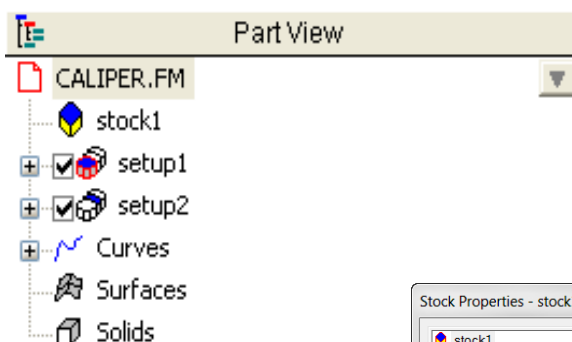 Part View
CALIPER.FM
stock1
setup1
setup2
Curves
Surfaces
Solids
Stock Properties - stock
stock1